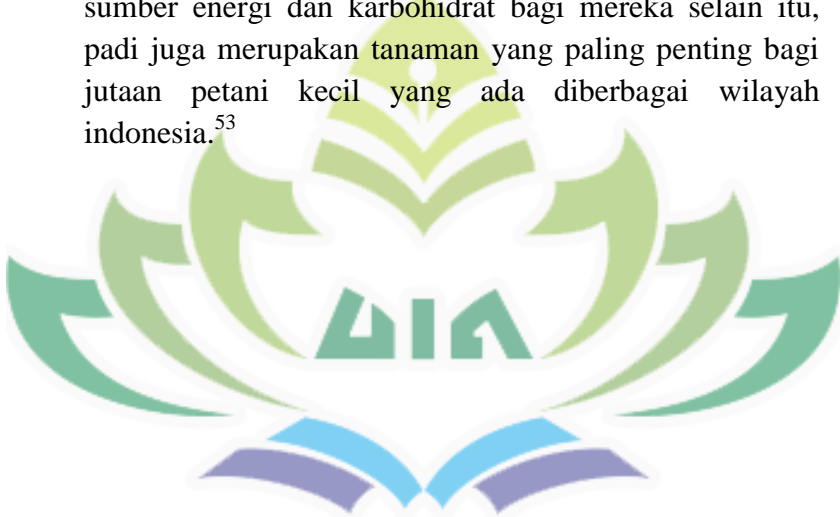 sumber energi dan karbohidrat bagi mereka selain itu,
padi juga merupakan tanaman yang paling penting bagi
jutaan petani kecil yang ada diberbagai wilayah
indonesia.53
UIN